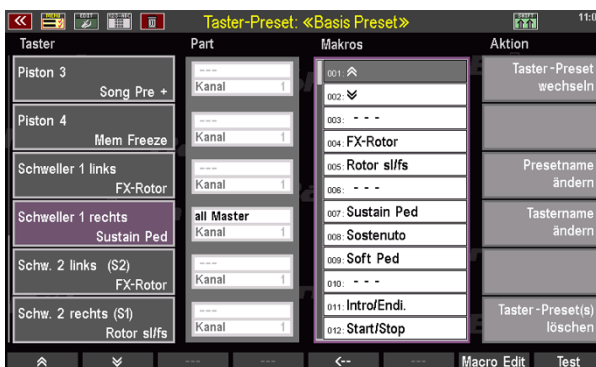 Taster-Preset: «Basis Preset»
11:0
Taster
Part
Makros
Aktion
Piston 3
Song Pre +
Piston 4
Mem Freeze
Schweller 1 links
FX-Rotor
Schweller 1 rechts
Sustain Ped
Schw. 2 links (S2)
FX-Rotor
Schw. 2 rechts (S1)
Rotor sl/fs
---
Kanal 1
---
Kanal 1
---
Kanal 1
all Master
Kanal 1
---
Kanal 1
---
Kanal 1
001:
002:
003: - - -
004: FX-Rotor
005: Rotor sl/fs
006: - - -
007: Sustain Ped
008: Sostenuto
009: Soft Ped
010: - - -
011: Intro/Endi.
012: Start/Stop
Taster-Preset
wechseln
Presetname
ändern
Tastername
ändern
Taster-Preset(s)
löschen
--- --- <-- --- Macro Edit Test